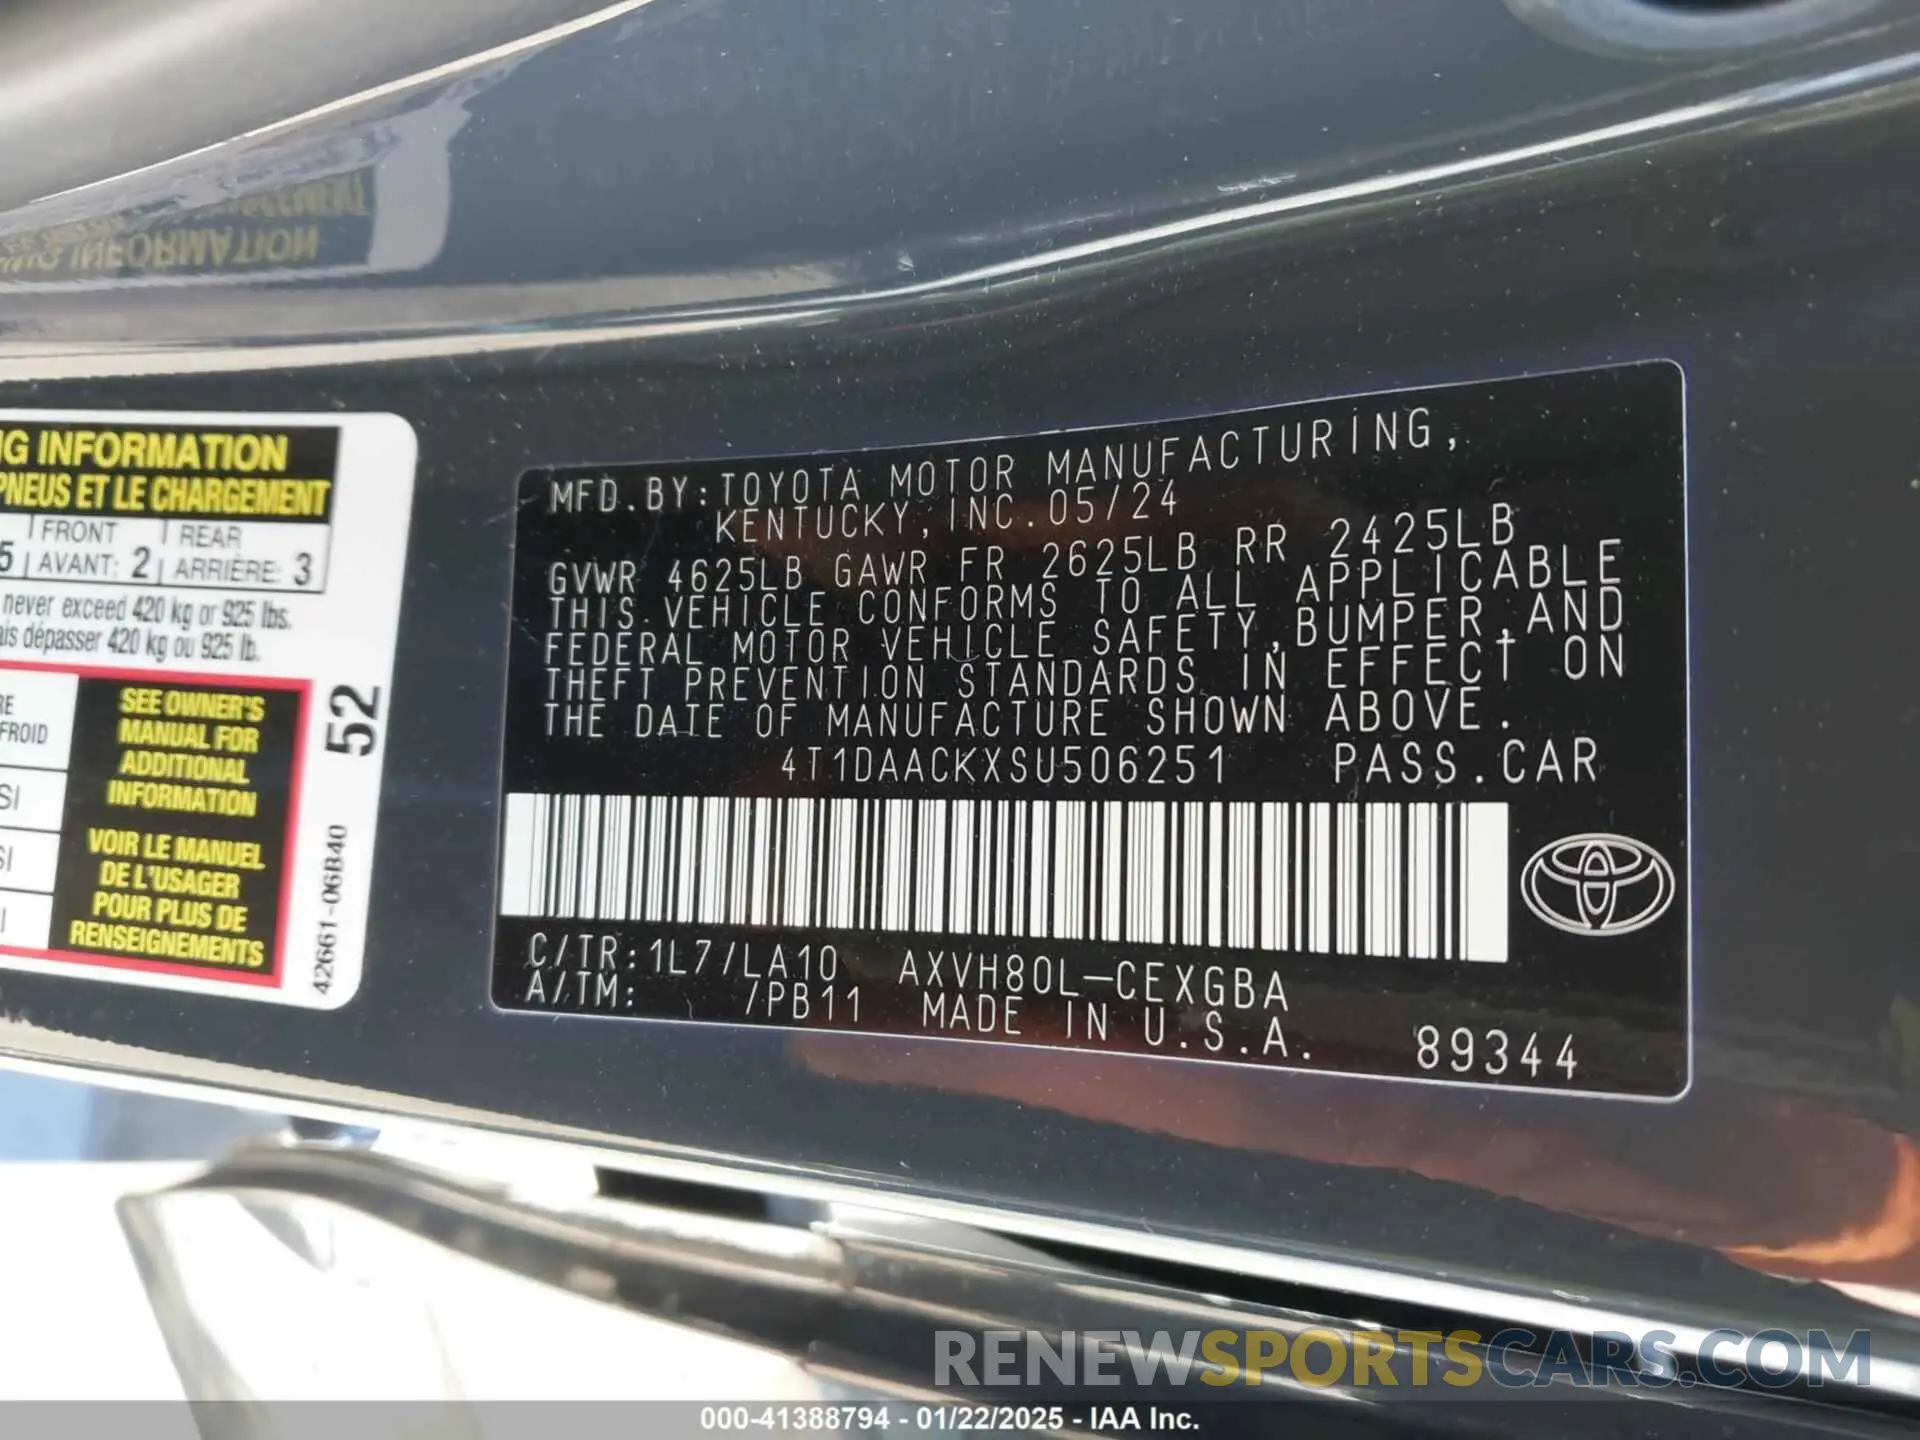 NG INFORMATION
PNEUS ET LE CHARGEMENT
5 FRONT REAR
AVANT: 2 ARRIÈRE: 3
never exceed 420 kg or 925 lbs.
ais dépasser 420 kg ou 925 lb.
RE
FROID
SI
SI
I
SEE OWNER'S
MANUAL FOR
ADDITIONAL
INFORMATION
VOIR LE MANUEL
DE L'USAGER
POUR PLUS DE
RENSEIGNEMENTS
52
42661-06B40
MFD.BY:TOYOTA MOTOR MANUFACTURING,
KENTUCKY, INC. 05/24
GVWR 4625LB GAWR FR 2625LB RR 2425LB
THIS VEHICLE CONFORMS TO ALL APPLICABLE
FEDERAL MOTOR VEHICLE SAFETY, BUMPER, AND
THEFT PREVENTION STANDARDS IN EFFECT ON
THE DATE OF MANUFACTURE SHOWN ABOVE.
4T1DAACKXSU506251 PASS.CAR
C/TR:1L7/LA10 AXVH80L-CEXGBA
A/TM: /PB11 MADE IN U.S.A. 89344
RENEWSPORTSCARS.COM
000-41388794 - 01/22/2025 - IAA Inc.